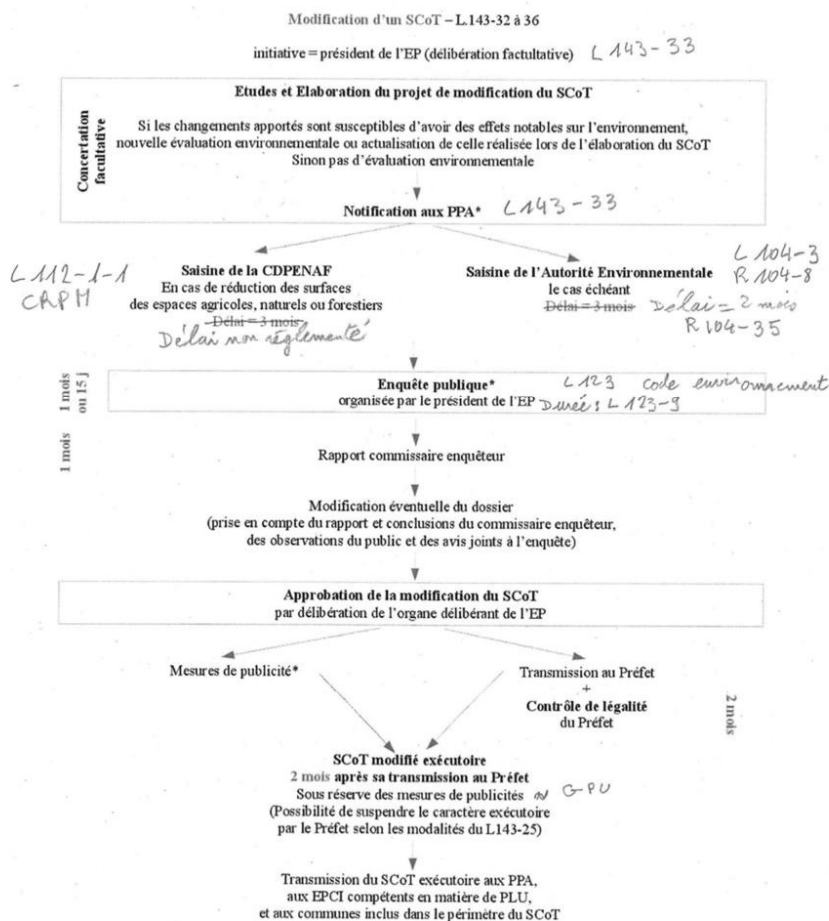 Modification d'un SCoT – L.143-32 à 36
initiative = président de l'EP (délibération factultative) L 143-33
Concertation
facultative
Etudes et Elaboration du projet de modification du SCoT
Si les changements apportés sont susceptibles d'avoir des effets notables sur l'environnement,
nouvelle évaluation environnementale ou actualisation de celle réalisée lors de l'élaboration du SCoT
Sinon pas d'évaluation environnementale
Notification aux PPA* L143-33
L 112-1-1
CRPM
Saisine de la CDPENAF
En cas de réduction des surfaces
des espaces agricoles, naturels ou forestiers
Délai = 3 mois
Délai non réglementé
Saisine de l'Autorité Environnementale
le cas échéant
Délai = 3 mois Délai = 2 mois
R 104-35
L 104-3
R 104-8
1 mois
ou 15 j
Enquête publique* L 123 code environnement
organisée par le président de l'EP Durée : L 123-9
1 mois
Rapport commissaire enquêteur
Modification éventuelle du dossier
(prise en compte du rapport et conclusions du commissaire enquêteur,
des observations du public et des avis joints à l'enquête)
Approbation de la modification du SCoT
par délibération de l'organe délibérant de l'EP
Mesures de publicité*
Transmission au Préfet
+
Contrôle de légalité
du Préfet
2 mois
SCoT modifié exécutoire
2 mois après sa transmission au Préfet
Sous réserve des mesures de publicités GPU
(Possibilité de suspendre le caractère exécutoire
par le Préfet selon les modalités du L143-25)
Transmission du SCoT exécutoire aux PPA,
aux EPCI compétents en matière de PLU,
et aux communes inclus dans le périmètre du SCoT